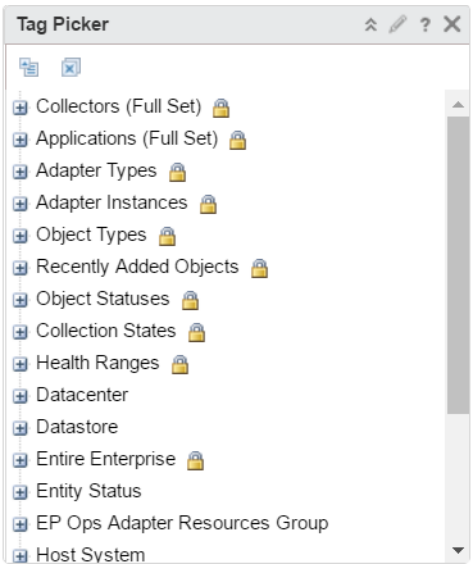 Tag Picker ?
Collectors (Full Set)
Applications (Full Set)
Adapter Types
Adapter Instances
Object Types
Recently Added Objects
Object Statuses
Collection States
Health Ranges
Datacenter
Datastore
Entire Enterprise
Entity Status
EP Ops Adapter Resources Group
Host System